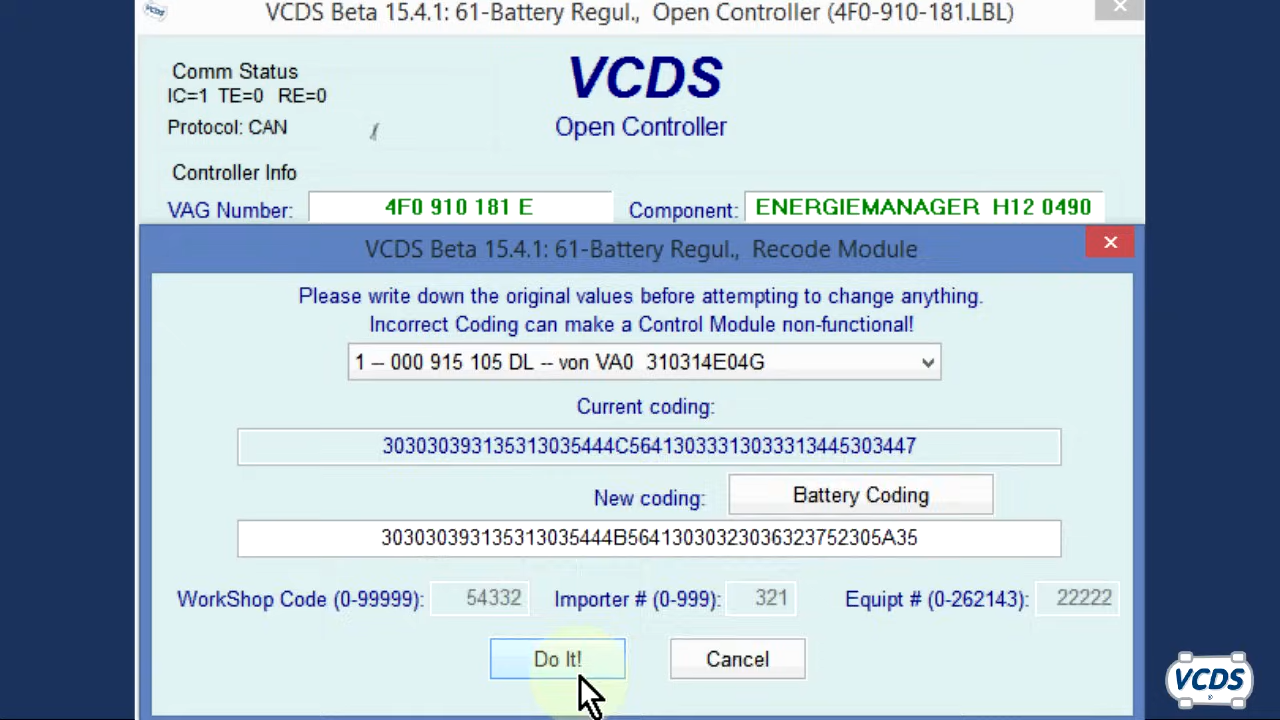 VCDS Beta 15.4.1: 61-Battery Regul., Open Controller (4F0-910-181.LBL)
Comm Status
IC=1 TE=0 RE=0
Protocol: CAN
VCDS
Open Controller
Controller Info
VAG Number: 4F0 910 181 E Component: ENERGIEMANAGER H12 0490
VCDS Beta 15.4.1: 61-Battery Regul., Recode Module
Please write down the original values before attempting to change anything.
Incorrect Coding can make a Control Module non-functional!
1 -- 000 915 105 DL -- von VA0 310314E04G
Current coding:
303030393135313035444C56413033313033313445303447
New coding: Battery Coding
303030393135313035444B56413030323036323752305A35
WorkShop Code (0-99999): 54332 Importer # (0-999): 321 Equipt # (0-262143): 22222
Do It! Cancel
VCDS